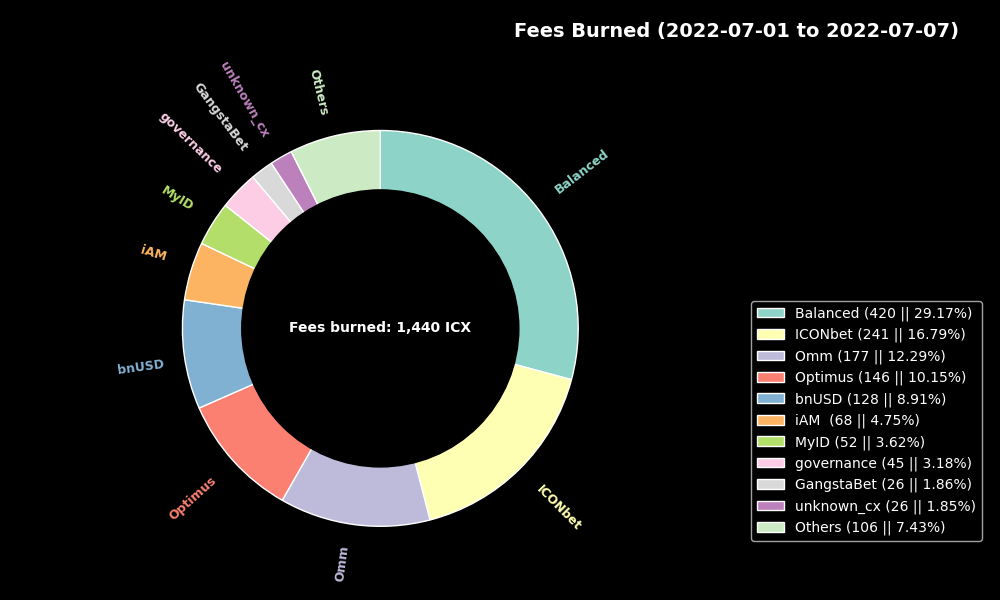 Fees Burned (2022-07-01 to 2022-07-07)
Others
unknown_cx
GangstaBet
governance
MyID
iAM
bnUSD
Optimus
Omm
ICONbet
Balanced
Fees burned: 1,440 ICX
Balanced (420 || 29.17%)
ICONbet (241 || 16.79%)
Omm (177 || 12.29%)
Optimus (146 || 10.15%)
bnUSD (128 || 8.91%)
iAM  (68 || 4.75%)
MyID (52 || 3.62%)
governance (45 || 3.18%)
GangstaBet (26 || 1.86%)
unknown_cx (26 || 1.85%)
Others (106 || 7.43%)